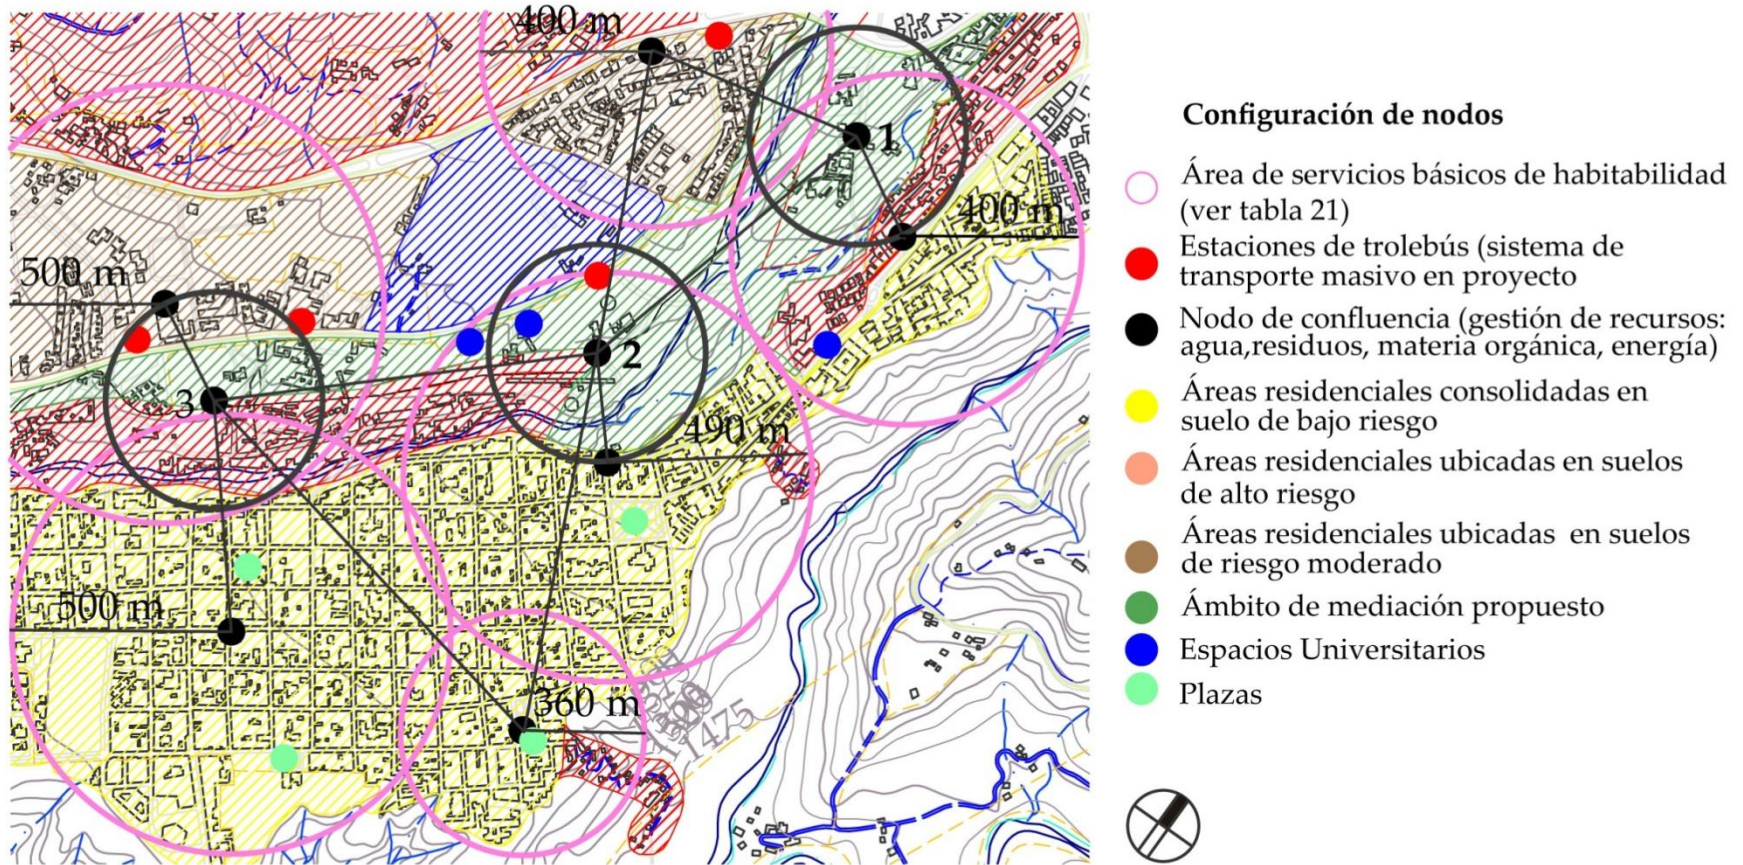 400 m
1
400 m
500 m
2
3
490 m
500 m
360 m
1475
Configuración de nodos
Área de servicios básicos de habitabilidad
(ver tabla 21)
Estaciones de trolebús (sistema de
transporte masivo en proyecto
Nodo de confluencia (gestión de recursos:
agua,residuos, materia orgánica, energía)
Áreas residenciales consolidadas en
suelo de bajo riesgo
Áreas residenciales ubicadas en suelos
de alto riesgo
Áreas residenciales ubicadas en suelos
de riesgo moderado
Ámbito de mediación propuesto
Espacios Universitarios
Plazas